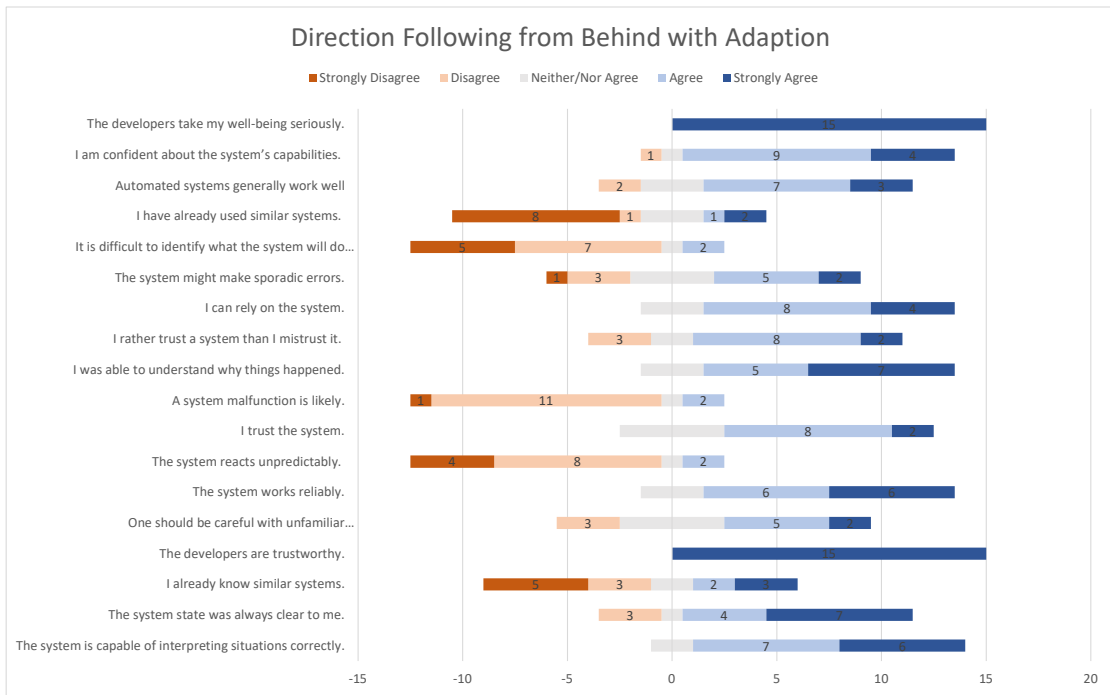 Direction Following from Behind with Adaption
Strongly Disagree Disagree Neither/Nor Agree Agree Strongly Agree
-15 -10 -5 0 5 10 15 20
The developers take my well-being seriously. 15
I am confident about the system's capabilities. 1 9 4
Automated systems generally work well 2 7 3
I have already used similar systems. 8 1 1 2
It is difficult to identify what the system will do… 5 7 2
The system might make sporadic errors. 1 3 5 2
I can rely on the system. 8 4
I rather trust a system than I mistrust it. 3 8 2
I was able to understand why things happened. 5 7
A system malfunction is likely. 1 11 2
I trust the system. 8 2
The system reacts unpredictably. 4 8 2
The system works reliably. 6 6
One should be careful with unfamiliar… 3 5 2
The developers are trustworthy. 15
I already know similar systems. 5 3 2 3
The system state was always clear to me. 3 4 7
The system is capable of interpreting situations correctly. 7 6
-15 -10 -5 0 5 10 15 20